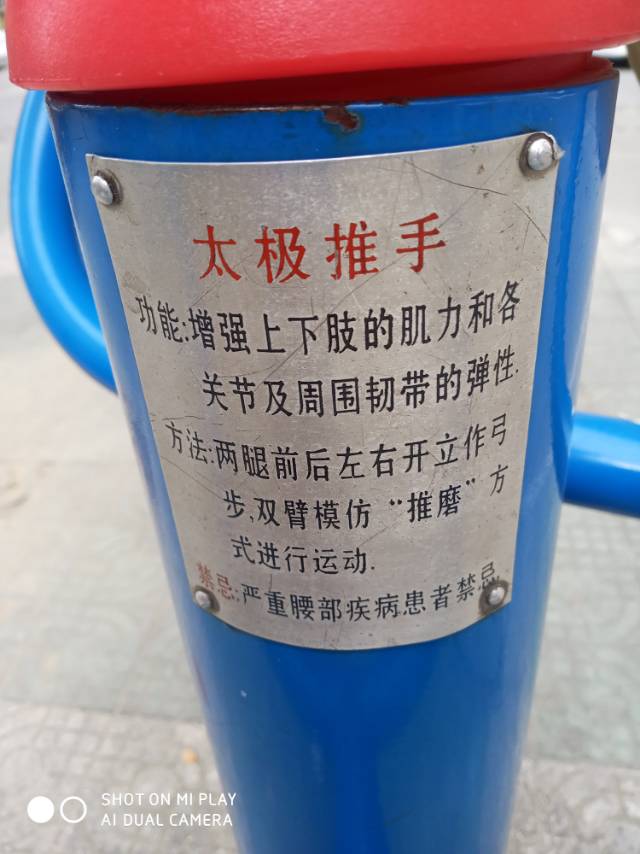 太极推手
功能:增强上下肢的肌力和各
关节及周围韧带的弹性.
方法:两腿前后左右开立作弓
步,双臂模仿“推磨”方
式进行运动.
禁忌:严重腰部疾病患者禁忌
SHOT ON MI PLAY
AI DUAL CAMERA